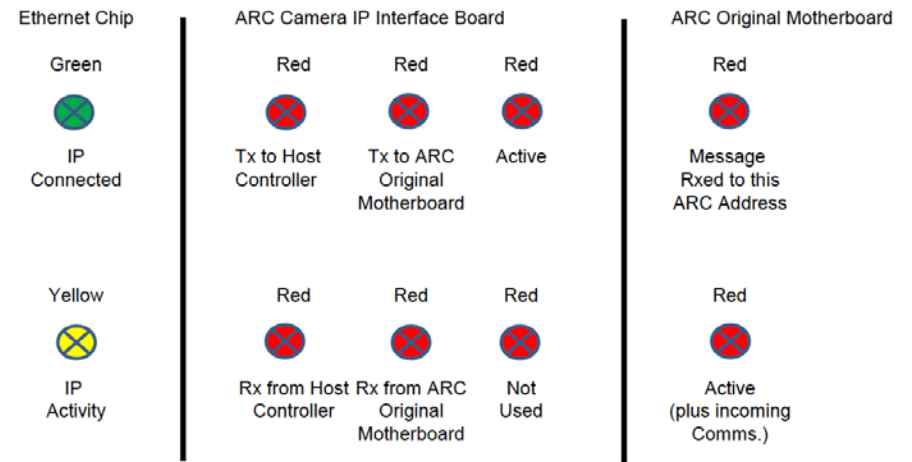 Ethernet Chip
ARC Camera IP Interface Board
ARC Original Motherboard
Green
Red
Red
Red
Red
IP
Connected
Tx to Host
Controller
Tx to ARC
Original
Motherboard
Active
Message
Rxed to this
ARC Address
Yellow
Red
Red
Red
Red
IP
Activity
Rx from Host
Controller
Rx from ARC
Original
Motherboard
Not
Used
Active
(plus incoming
Comms.)